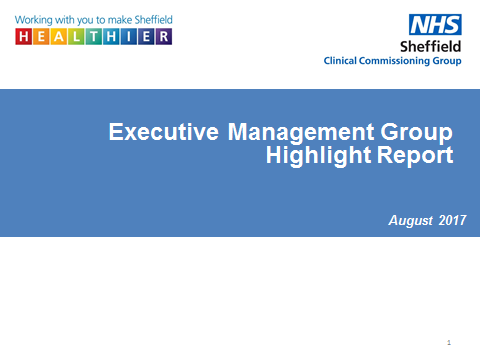 Working with you to make Sheffield
HEALTHIER
NHS
Sheffield
Clinical Commissioning Group
Executive Management Group
Highlight Report
August 2017
1